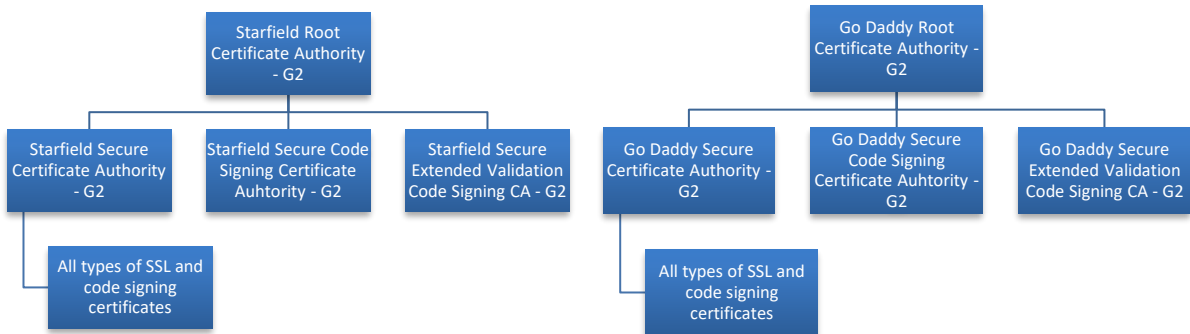 Starfield Root
Certificate Authority
- G2
Starfield Secure
Certificate Authority
- G2
Starfield Secure Code
Signing Certificate
Auhtority - G2
Starfield Secure
Extended Validation
Code Signing CA - G2
All types of SSL and
code signing
certificates
Go Daddy Root
Certificate Authority -
G2
Go Daddy Secure
Certificate Authority -
G2
Go Daddy Secure
Code Signing
Certificate Auhtority -
G2
Go Daddy Secure
Extended Validation
Code Signing CA - G2
All types of SSL and
code signing
certificates